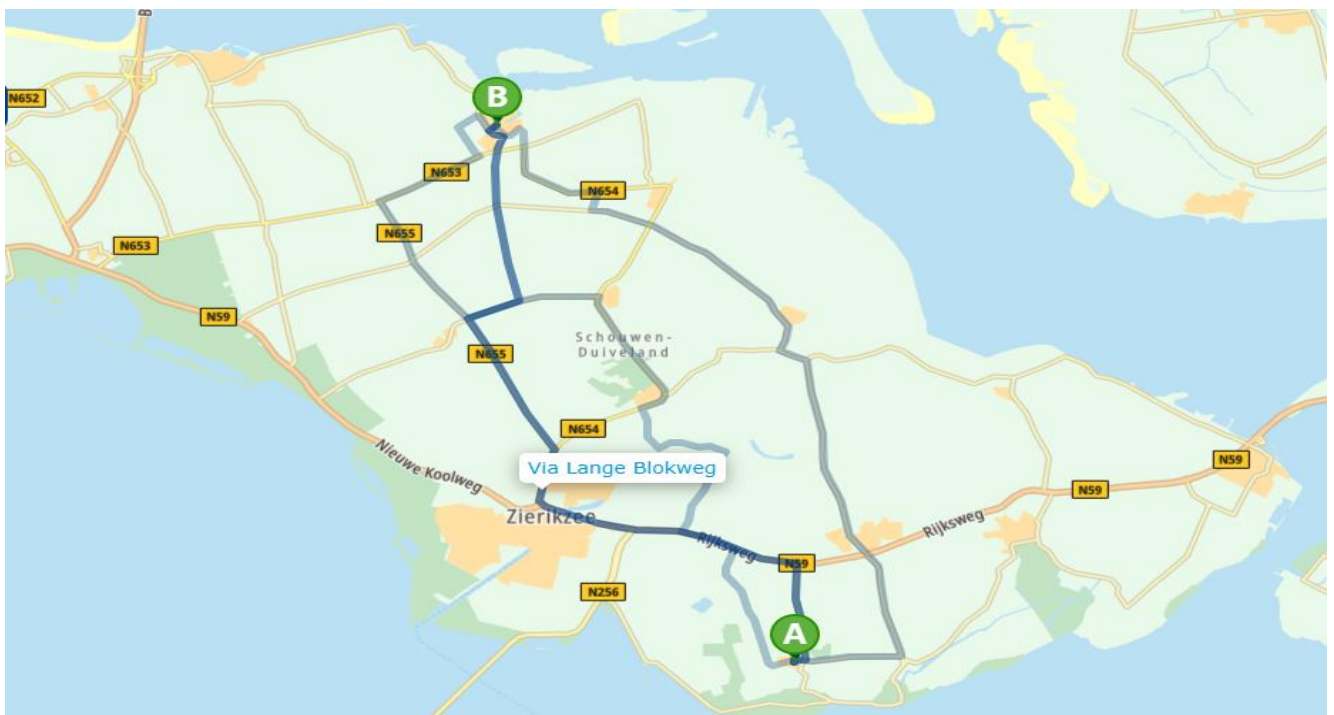 B
N652
B
N653
N654
N655
N653
N59
Schouwen-
Duiveland
N655
N654
Nieuwe Koolweg
Via Lange Blokweg
Zierikzee
N59
N59
Rijksweg
Rijksweg
N59
N256
A